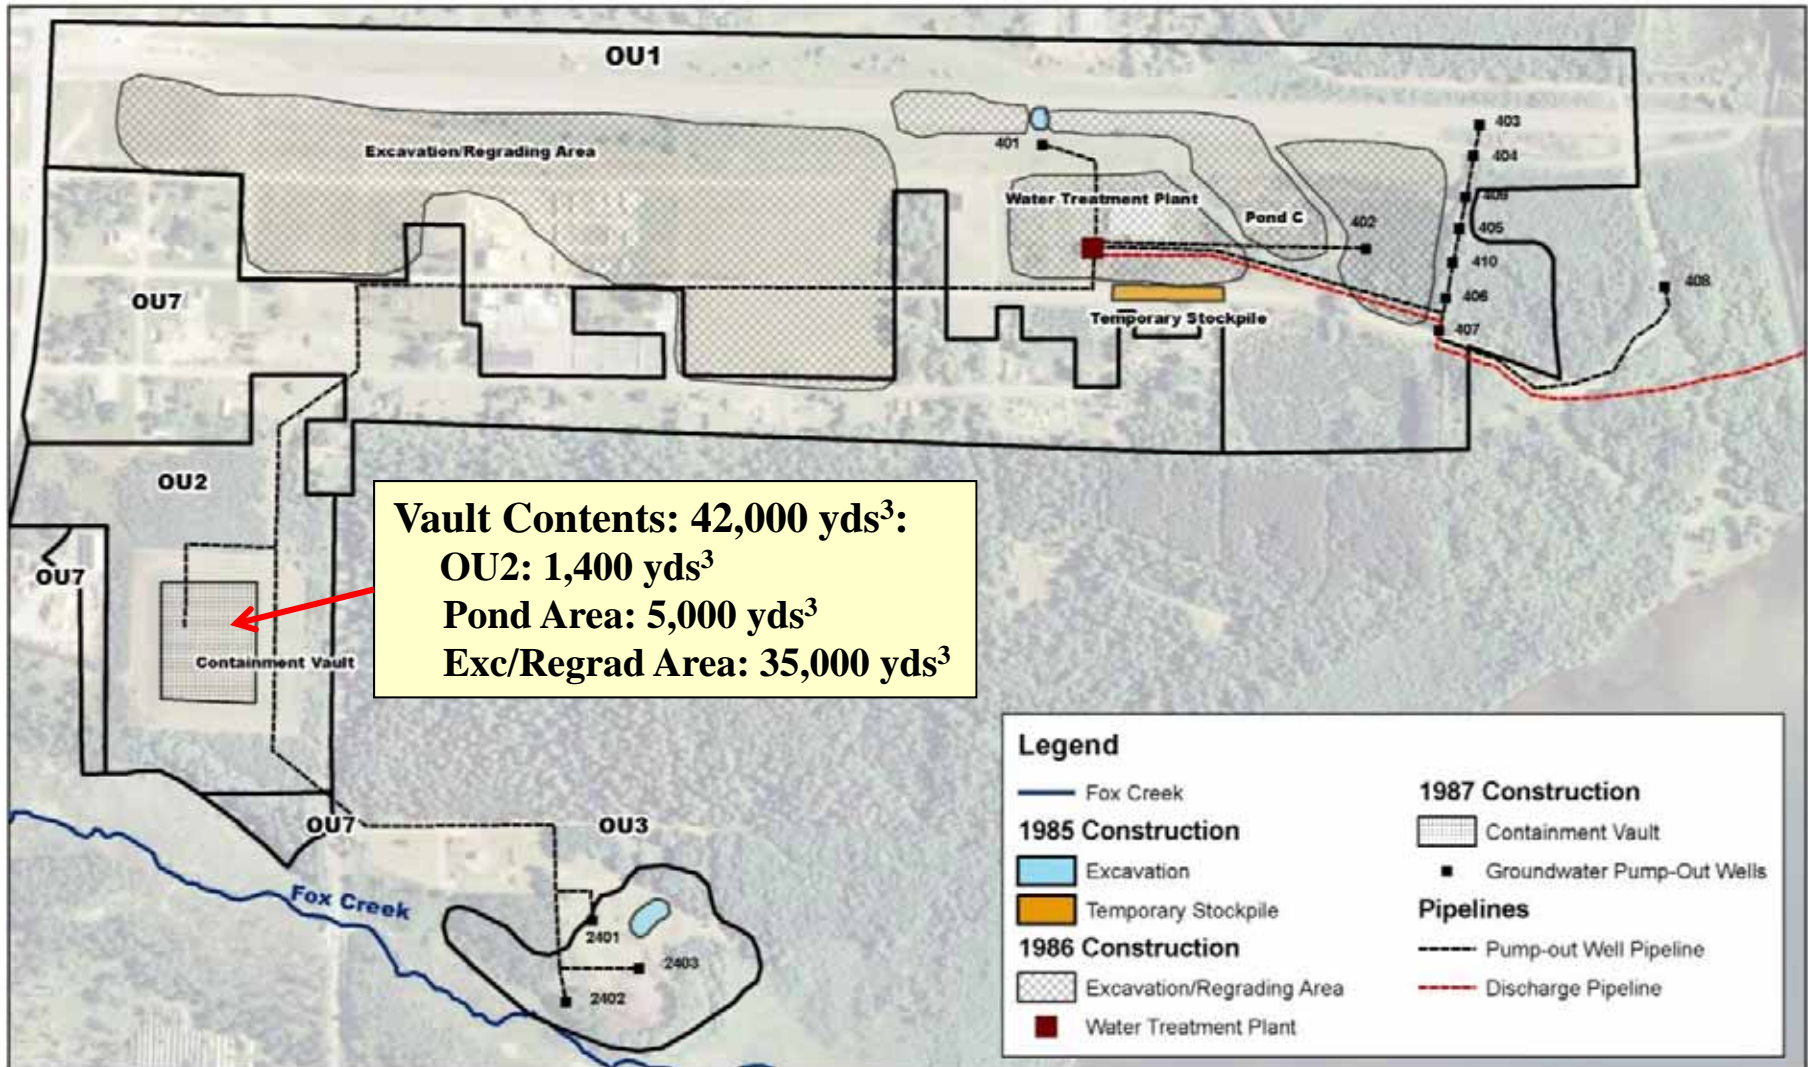 OU1
Excavation/Regrading Area
401
403
404
Water Treatment Plant
Pond C
402
409
405
410
406
407
408
OU7
Temporary Stockpile
OU2
OU7
Containment Vault
Vault Contents: 42,000 yds³:
OU2: 1,400 yds³
Pond Area: 5,000 yds³
Exc/Regrad Area: 35,000 yds³
OU7
OU3
Fox Creek
2401
2403
2402
Legend
Fox Creek
1985 Construction
Excavation
Temporary Stockpile
1986 Construction
Excavation/Regrading Area
Water Treatment Plant
1987 Construction
Containment Vault
Groundwater Pump-Out Wells
Pipelines
Pump-out Well Pipeline
Discharge Pipeline